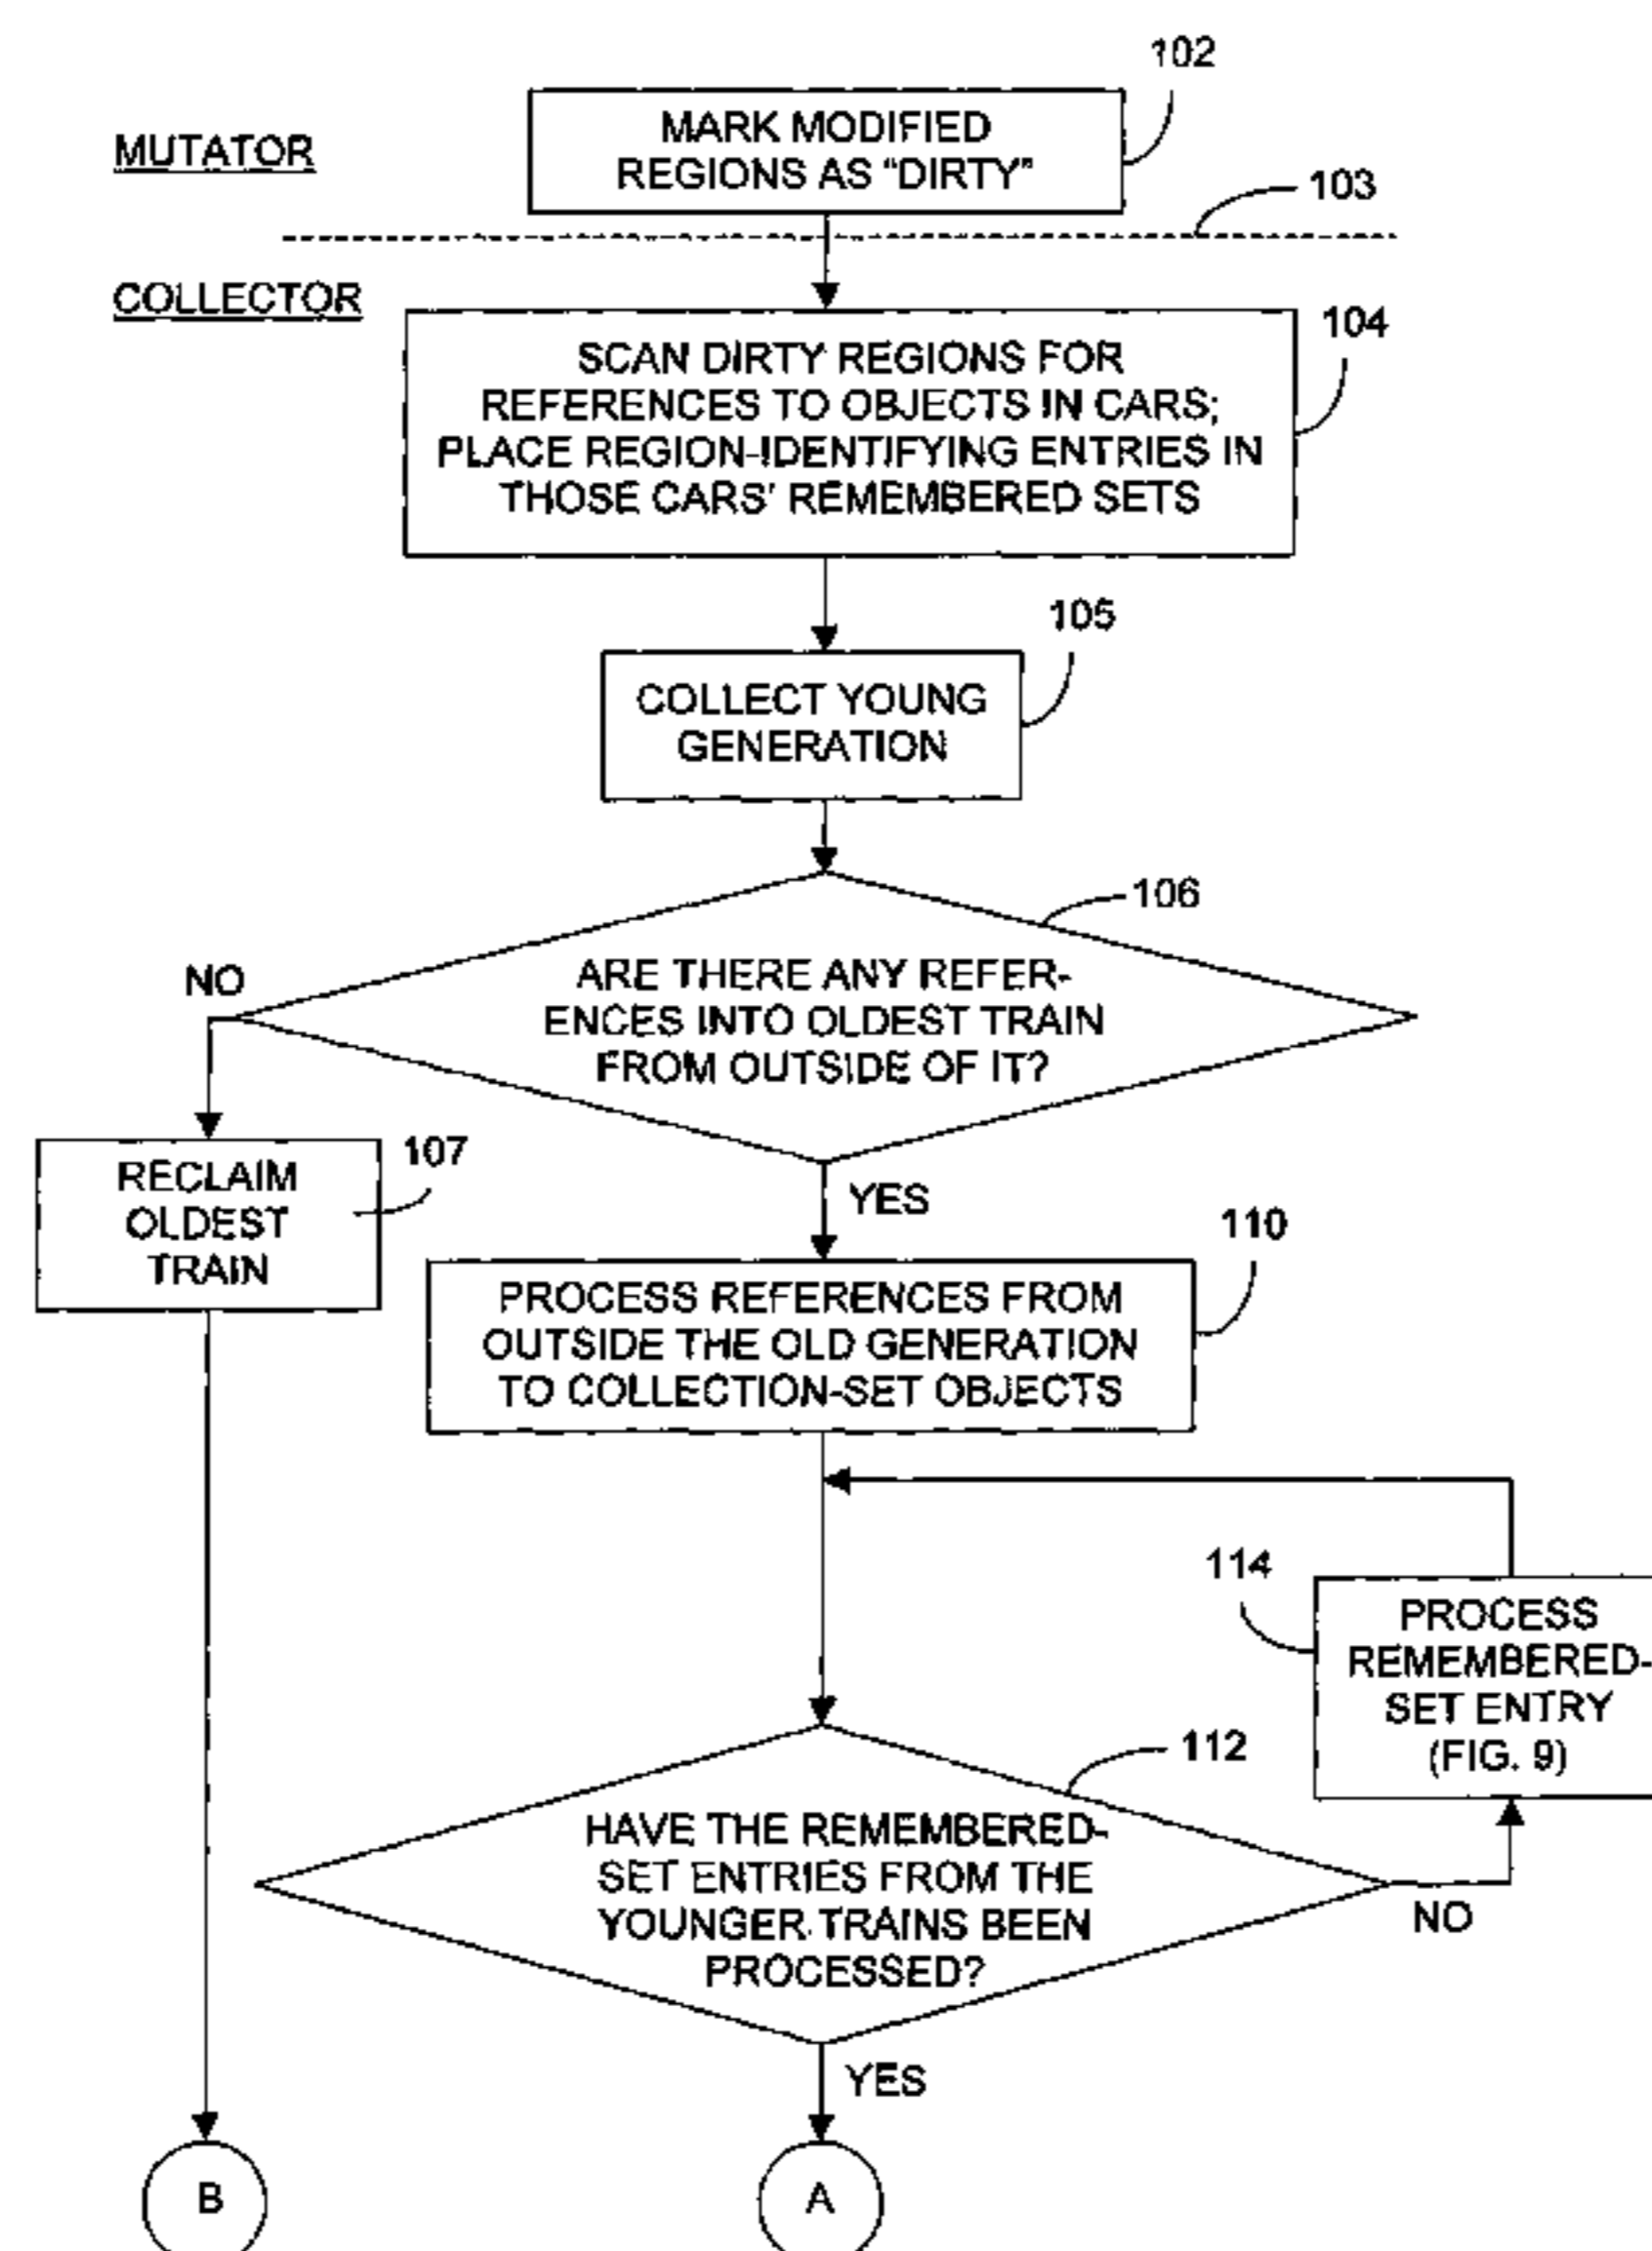 102
MUTATOR
MARK MODIFIED
REGIONS AS “DIRTY”
103
COLLECTOR
104
SCAN DIRTY REGIONS FOR
REFERENCES TO OBJECTS IN CARS;
PLACE REGION-IDENTIFYING ENTRIES IN
THOSE CARS' REMEMBERED SETS
105
COLLECT YOUNG
GENERATION
106
ARE THERE ANY REFER-
ENCES INTO OLDEST TRAIN
FROM OUTSIDE OF IT?
NO
107
RECLAIM
OLDEST
TRAIN
YES
110
PROCESS REFERENCES FROM
OUTSIDE THE OLD GENERATION
TO COLLECTION-SET OBJECTS
114
PROCESS
REMEMBERED-
SET ENTRY
(FIG. 9)
112
HAVE THE REMEMBERED-
SET ENTRIES FROM THE
YOUNGER TRAINS BEEN
PROCESSED?
NO
YES
B
A